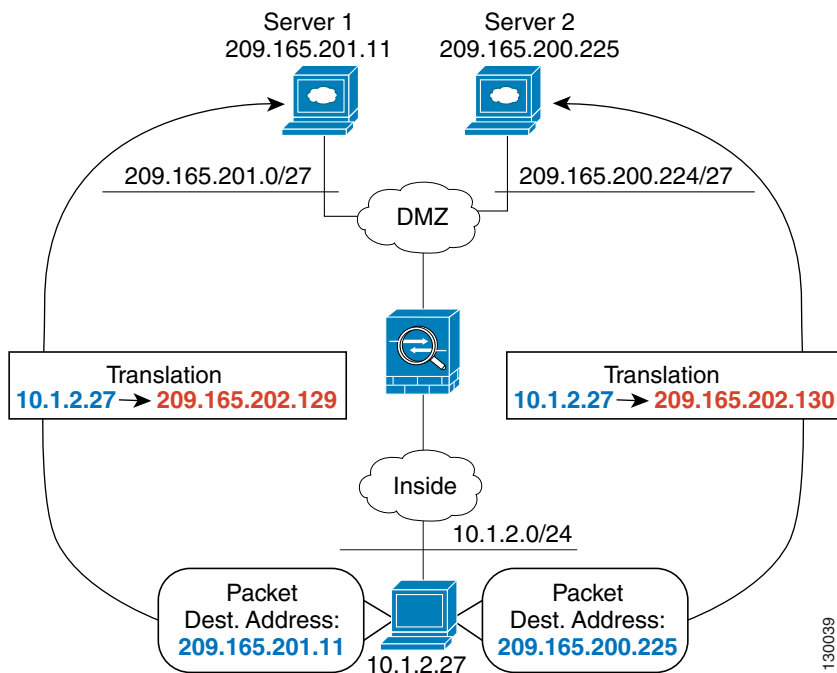 Server 1
209.165.201.11
Server 2
209.165.200.225
209.165.201.0/27
209.165.200.224/27
DMZ
Translation
10.1.2.27 → 209.165.202.129
Translation
10.1.2.27 → 209.165.202.130
Inside
10.1.2.0/24
Packet
Dest. Address:
209.165.201.11
Packet
Dest. Address:
209.165.200.225
10.1.2.27
130039